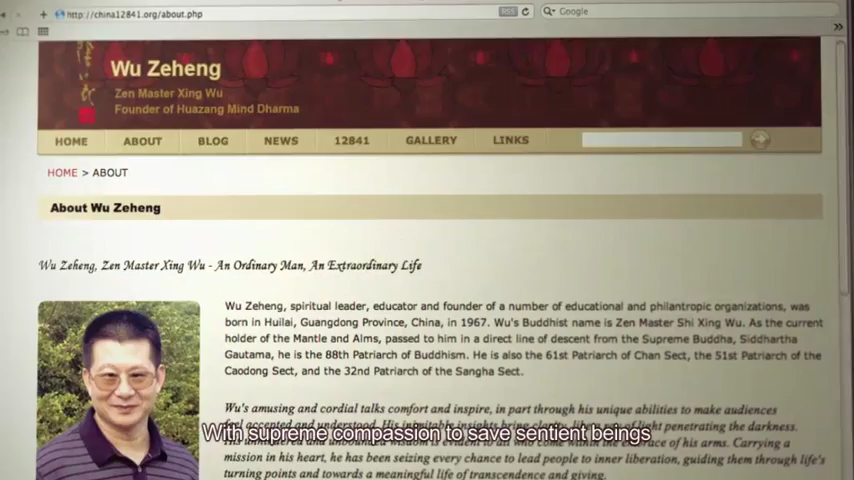 http://china12841.org/about.php
RSS
Google
Wu Zeheng
Zen Master Xing Wu
Founder of Huazang Mind Dharma
HOME ABOUT BLOG NEWS 12841 GALLERY LINKS
HOME > ABOUT
About Wu Zeheng
Wu Zeheng, Zen Master Xing Wu - An Ordinary Man, An Extraordinary Life
Wu Zeheng, spiritual leader, educator and founder of a number of educational and philantropic organizations, was
born in Huilai, Guangdong Province, China, in 1967. Wu's Buddhist name is Zen Master Shi Xing Wu. As the current
holder of the Mantle and Alms, passed to him in a direct line of descent from the Supreme Buddha, Siddhartha
Gautama, he is the 88th Patriarch of Buddhism. He is also the 61st Patriarch of Chan Sect, the 51st Patriarch of the
Caodong Sect, and the 32nd Patriarch of the Sangha Sect.
Wu's amusing and cordial talks comfort and inspire, in part through his unique abilities to make audiences
feel accepted and understood. His inimitable insights bring clarity, like a ray of light penetrating the darkness.
With supreme compassion to save sentient beings
mission in his heart, he has been seizing every chance to lead people to inner liberation, guiding them through life's
turning points and towards a meaningful life of transcendence and giving.